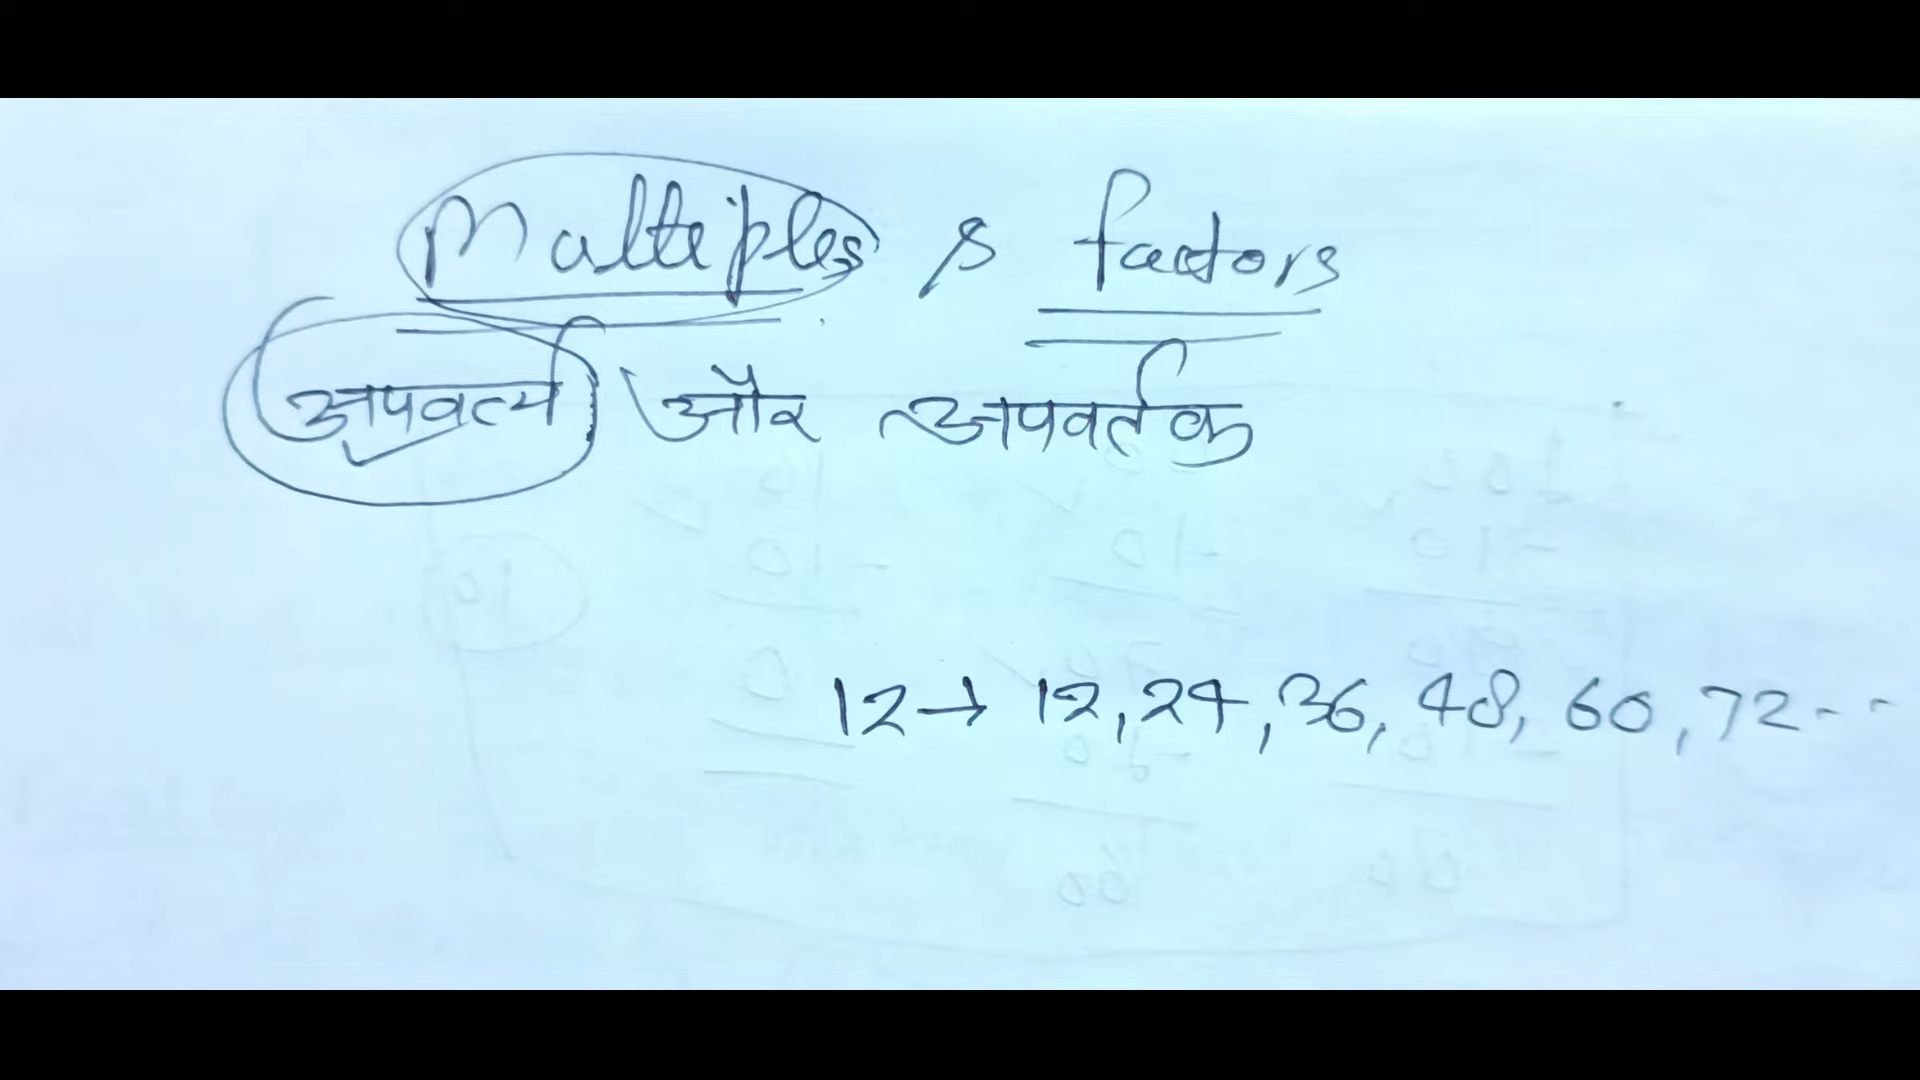 Multiples & factors
अपवर्त्य और अपवर्तक
12→ 12, 24, 36, 48, 60, 72--